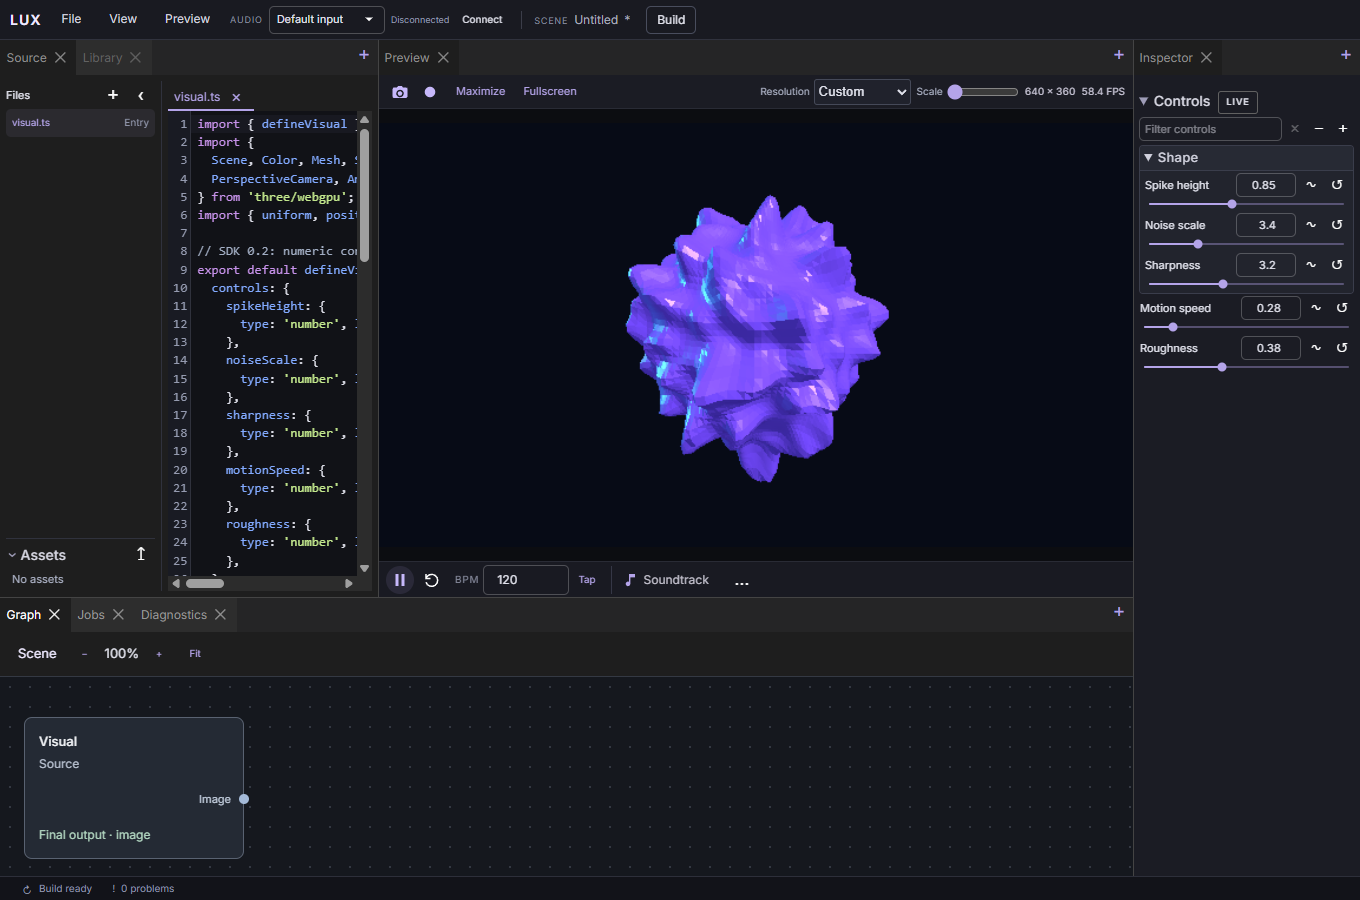 LUX File View Preview AUDIO Default input Disconnected Connect SCENE Untitled * Build
Source Library
Files
visual.ts Entry
Assets
No assets
visual.ts
1 import { defineVisual }
2 import {
3 Scene, Color, Mesh,
4 PerspectiveCamera,
5 } from 'three/webgpu';
6 import { uniform,
7
8 // SDK 0.2: numeric
9 export default
10 controls: {
11 spikeHeight: {
12 type: 'number',
13 },
14 noiseScale: {
15 type: 'number',
16 },
17 sharpness: {
18 type: 'number',
19 },
20 motionSpeed: {
21 type: 'number',
22 },
23 roughness: {
24 type: 'number',
25 },
Preview
Maximize Fullscreen Resolution Custom Scale 640 × 360 58.4 FPS
BPM 120 Tap Soundtrack ...
Inspector
Controls LIVE
Filter controls
Shape
Spike height 0.85
Noise scale 3.4
Sharpness 3.2
Motion speed 0.28
Roughness 0.38
Graph Jobs Diagnostics
Scene - 100% + Fit
Visual
Source
Image
Final output · image
Build ready ! 0 problems